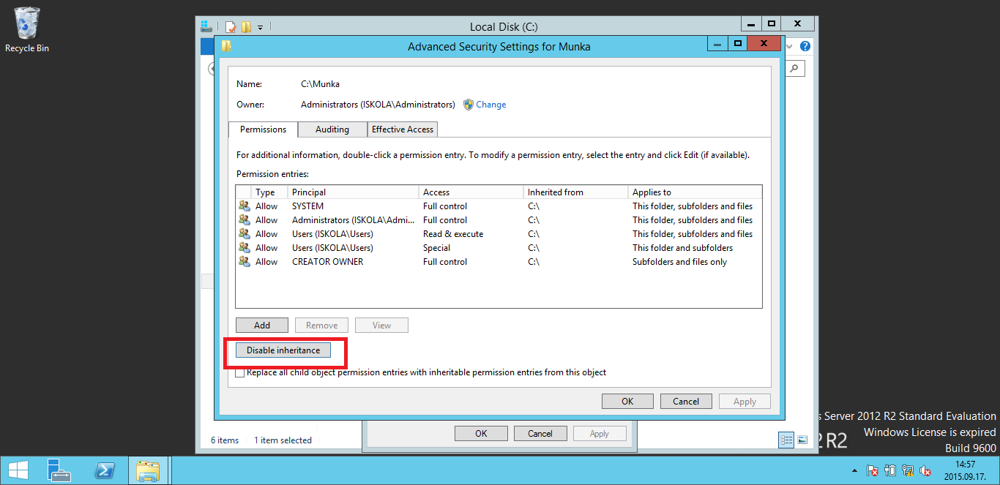 Recycle Bin
Local Disk (C:)
Advanced Security Settings for Munka
Name: C:\Munka
Owner: Administrators (ISKOLA\Administrators) Change
Permissions Auditing Effective Access
For additional information, double-click a permission entry. To modify a permission entry, select the entry and click Edit (if available).
Permission entries:
Type Principal Access Inherited from Applies to
Allow SYSTEM Full control C:\ This folder, subfolders and files
Allow Administrators (ISKOLA\Admi... Full control C:\ This folder, subfolders and files
Allow Users (ISKOLA\Users) Read & execute C:\ This folder, subfolders and files
Allow Users (ISKOLA\Users) Special C:\ This folder and subfolders
Allow CREATOR OWNER Full control C:\ Subfolders and files only
Add Remove View
Disable inheritance
Replace all child object permission entries with inheritable permission entries from this object
OK Cancel Apply
OK Cancel Apply
6 items 1 item selected
s Server 2012 R2 Standard Evaluation
Windows License is expired
Build 9600
2 R2
14:57
2015.09.17.